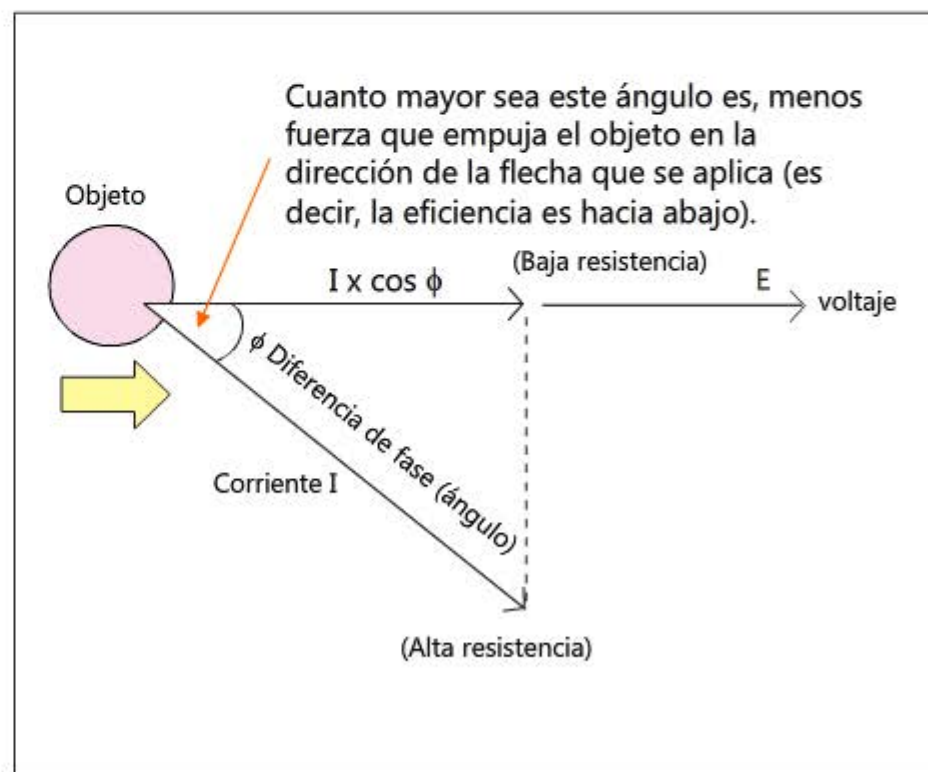 Cuanto mayor sea este ángulo es, menos
fuerza que empuja el objeto en la
dirección de la flecha que se aplica (es
decir, la eficiencia es hacia abajo).
Objeto
(Baja resistencia)
I x cos ϕ
E
voltaje
ϕ Diferencia de fase (ángulo)
Corriente I
(Alta resistencia)